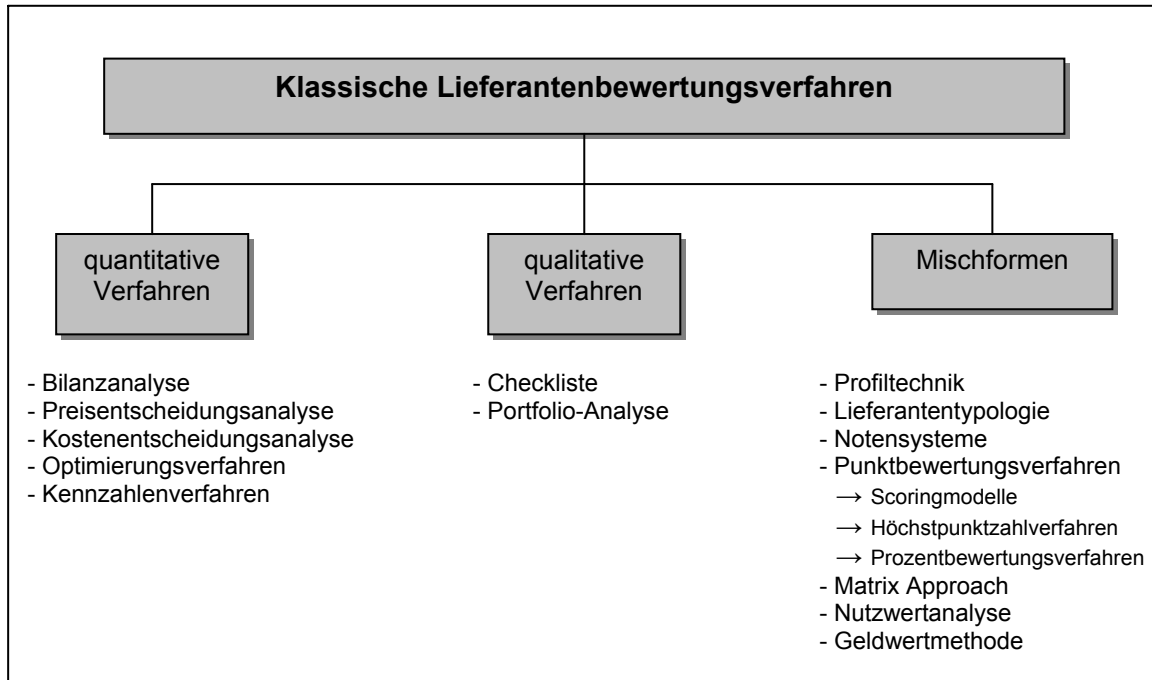 Klassische Lieferantenbewertungsverfahren
quantitative
Verfahren
qualitative
Verfahren
Mischformen
- Bilanzanalyse
- Preisentscheidungsanalyse
- Kostenentscheidungsanalyse
- Optimierungsverfahren
- Kennzahlenverfahren
- Checkliste
- Portfolio-Analyse
- Profiltechnik
- Lieferantentypologie
- Notensysteme
- Punktbewertungsverfahren
→ Scoringmodelle
→ Höchstpunktzahlverfahren
→ Prozentbewertungsverfahren
- Matrix Approach
- Nutzwertanalyse
- Geldwertmethode